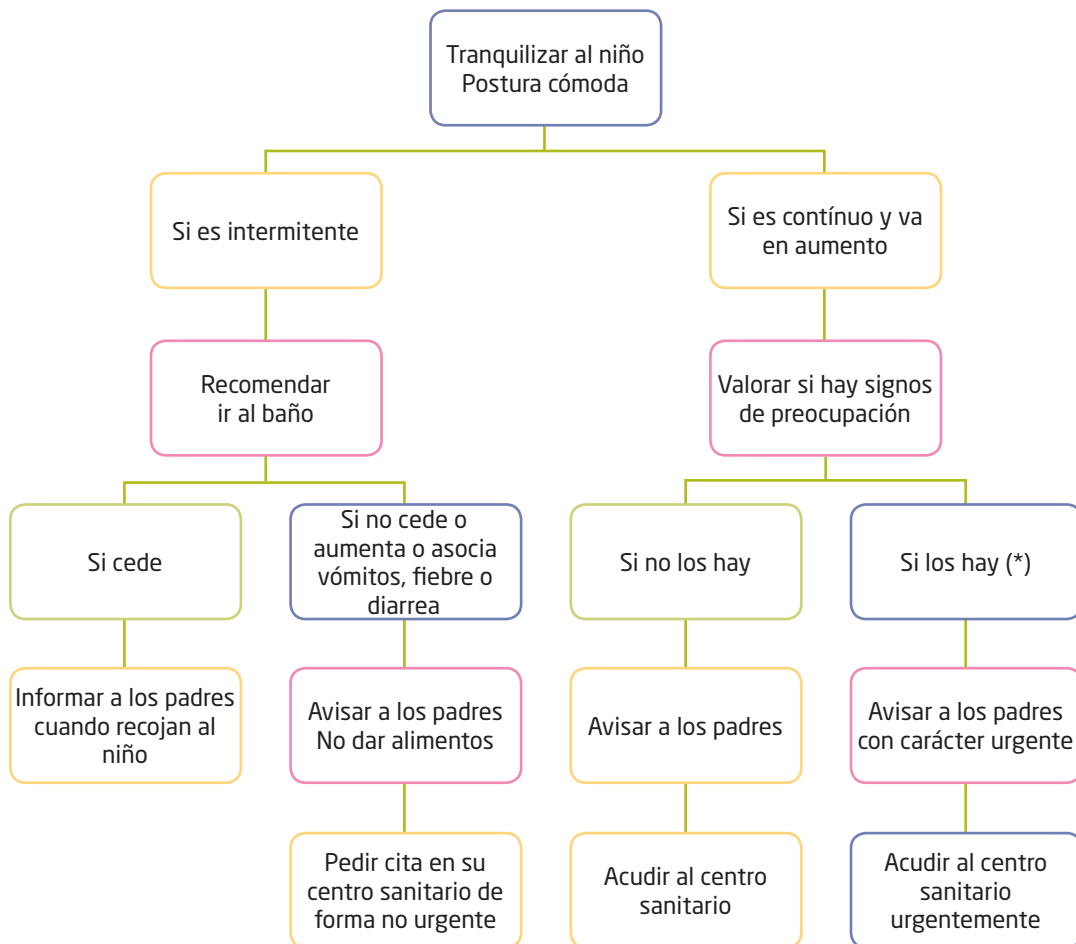 Tranquilizar al niño
Postura cómoda
Si es intermitente
Si es contínuo y va
en aumento
Recomendar
ir al baño
Valorar si hay signos
de preocupación
Si cede
Si no cede o
aumenta o asocia
vómitos, fiebre o
diarrea
Si no los hay
Si los hay (*)
Informar a los padres
cuando recojan al
niño
Avisar a los padres
No dar alimentos
Avisar a los padres
Avisar a los padres
con carácter urgente
Pedir cita en su
centro sanitario de
forma no urgente
Acudir al centro
sanitario
Acudir al centro
sanitario
urgentemente